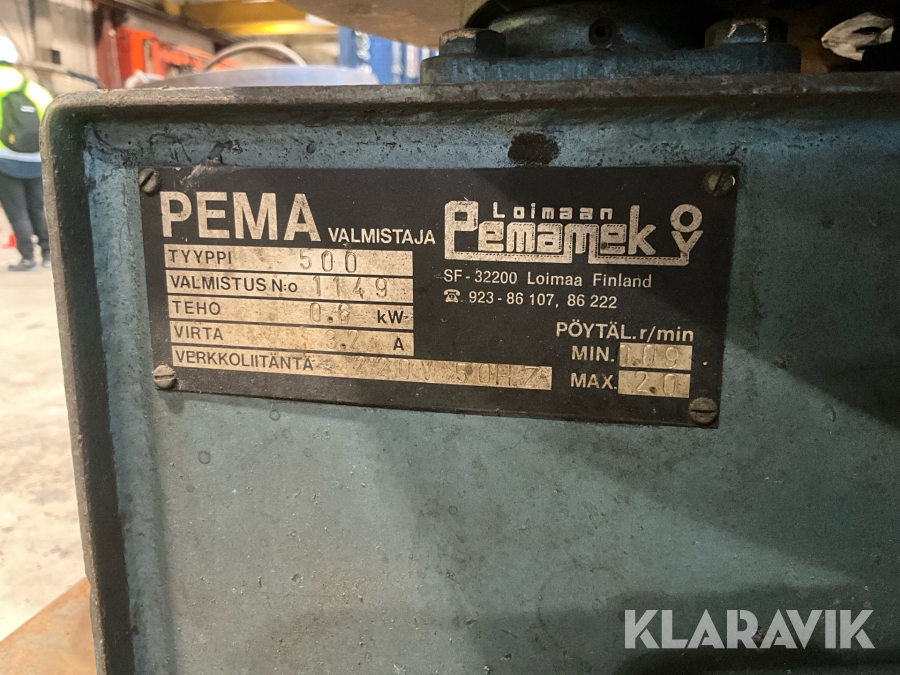 PEMA VALMISTAJA
Loimaan
Pemamek OY
SF-32200 Loimaa Finland
☎ 923-86 107, 86 222
TYYPPI 500
VALMISTUS N:o 1149
TEHO kW
VIRTA A
VERKKOLIITÄNTÄ 50HZ
PÖYTÄL. r/min
MIN.
MAX. 2.0
KLARAVIK